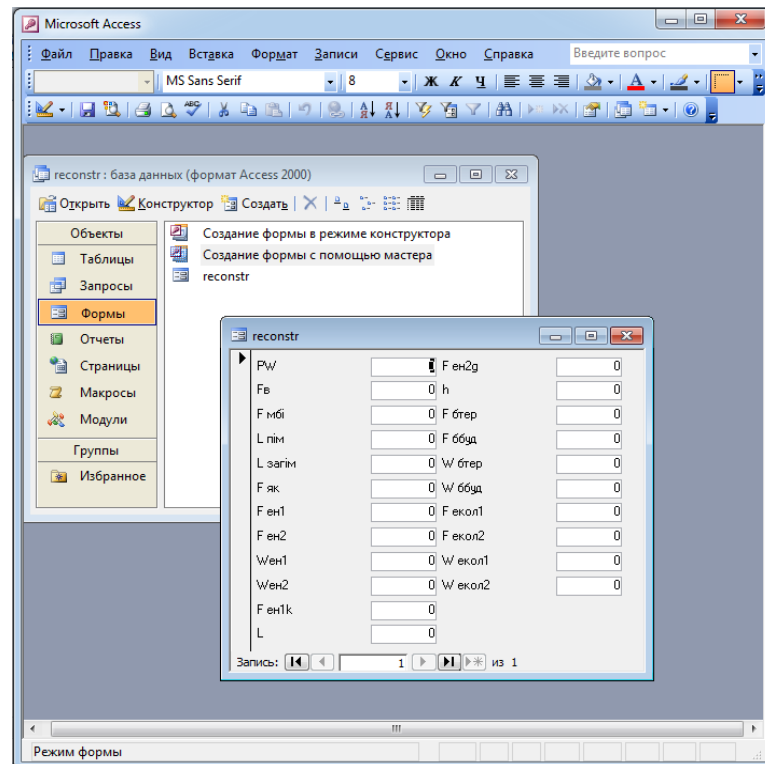 Microsoft Access
Файл Правка Вид Вставка Формат Записи Сервис Окно Справка Введите вопрос
MS Sans Serif 8 Ж К Ч
reconstr : база данных (формат Access 2000)
Открыть Конструктор Создать
Объекты
Таблицы
Запросы
Формы
Отчеты
Страницы
Макросы
Модули
Группы
Избранное
Создание формы в режиме конструктора
Создание формы с помощью мастера
reconstr
reconstr
PW F ен2g 0
Fв 0 h 0
F мбі 0 F бтер 0
L пім 0 F ббуд 0
L загім 0 W бтер 0
F як 0 W ббуд 0
F ен1 0 F екол1 0
F ен2 0 F екол2 0
Wен1 0 W екол1 0
Wен2 0 W екол2 0
F ен1k 0
L 0
Запись: 1 из 1
Режим формы